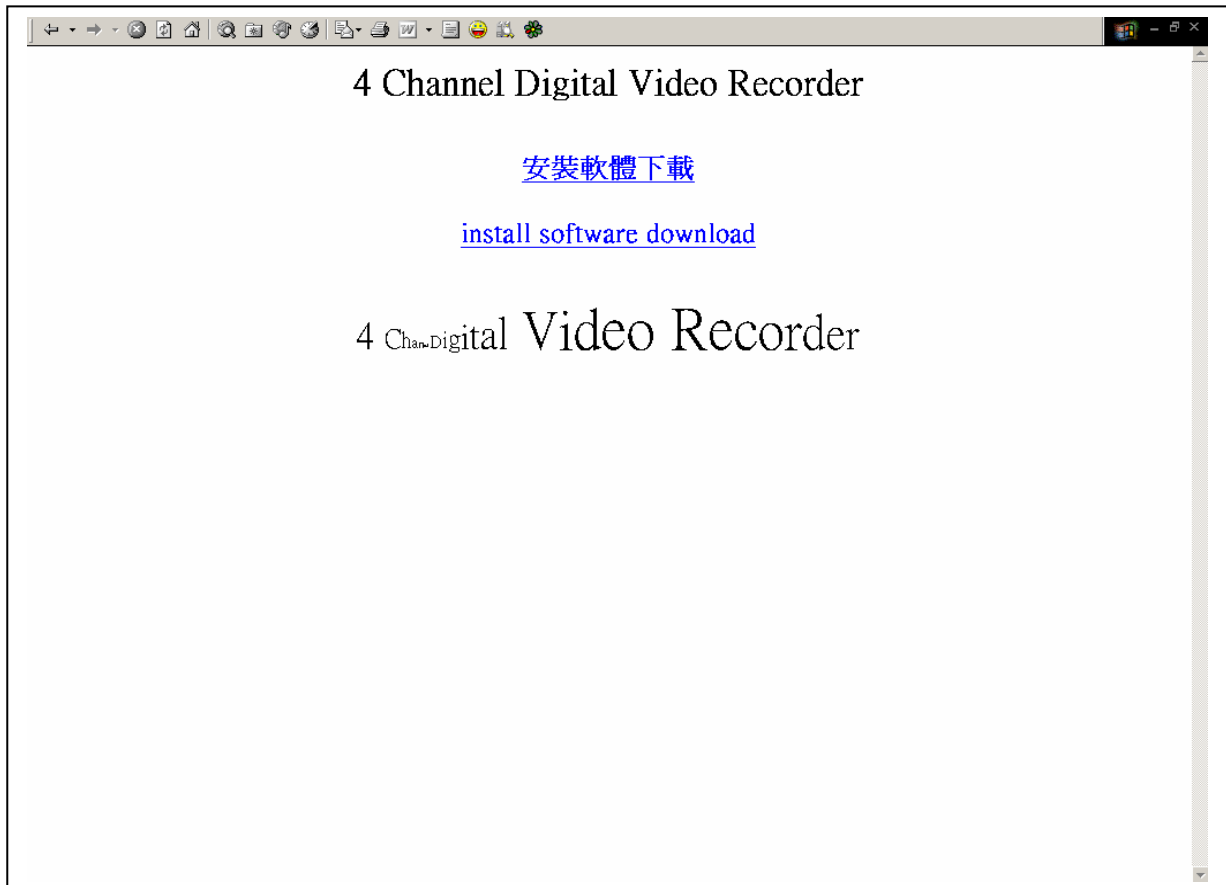 4 Channel Digital Video Recorder
安裝軟體下載
install software download
4 Chan Digital Video Recorder